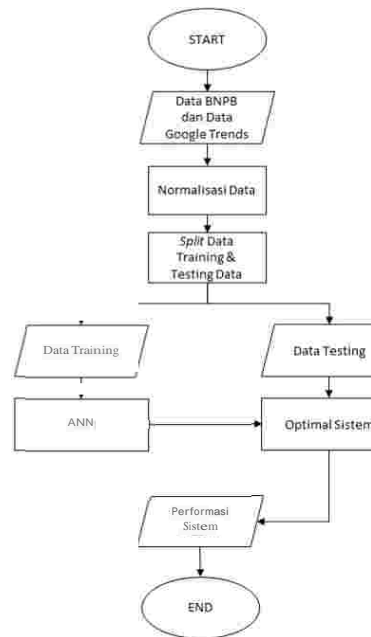 START
Data BNPB
dan Data
Google Trends
Normalisasi Data
Split Data
Training &
Testing Data
Data Training
Data Testing
ANN
Optimal Sistem
Performasi
Sistem
END